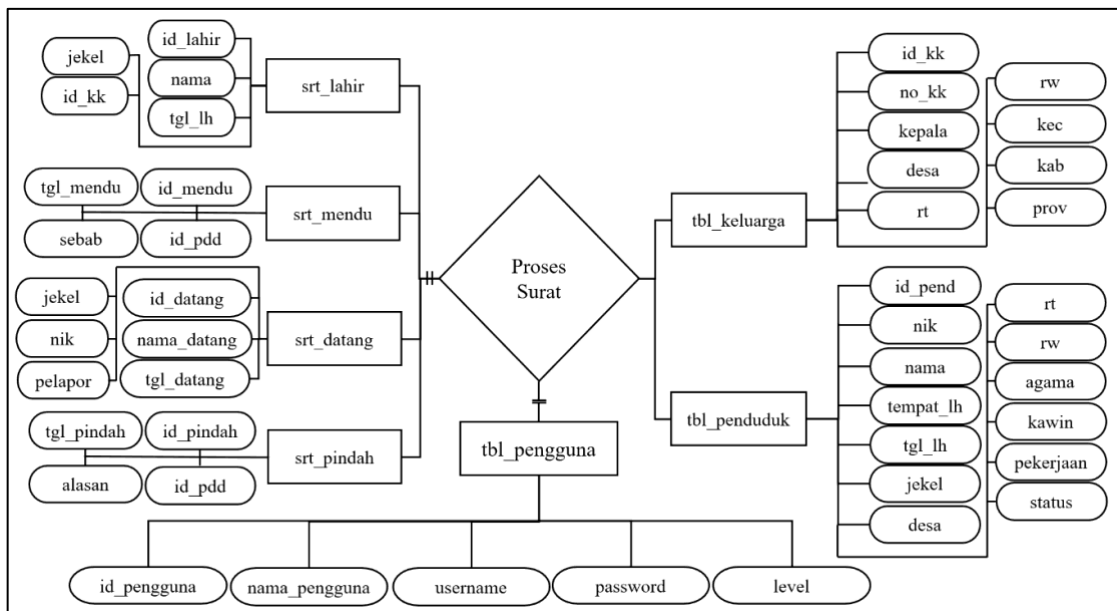 jekel
id_kk
id_lahir
nama
tgl_lh
srt_lahir
tgl_mendu
id_mendu
sebab
id_pdd
srt_mendu
jekel
nik
pelapor
id_datang
nama_datang
tgl_datang
srt_datang
tgl_pindah
id_pindah
alasan
id_pdd
srt_pindah
Proses
Surat
tbl_pengguna
id_pengguna
nama_pengguna
username
password
level
tbl_keluarga
id_kk
no_kk
kepala
desa
rt
rw
kec
kab
prov
tbl_penduduk
id_pend
nik
nama
tempat_lh
tgl_lh
jekel
desa
rt
rw
agama
kawin
pekerjaan
status